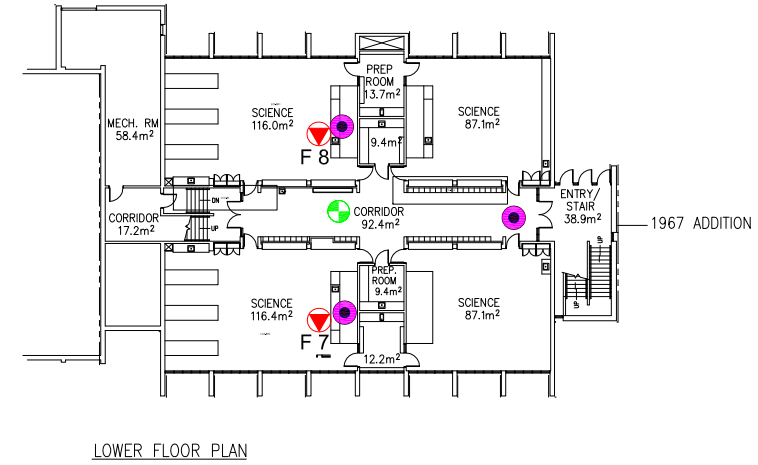 PREP
ROOM
13.7m²
SCIENCE
116.0m²
SCIENCE
87.1m²
MECH. RM
58.4m²
F 8
9.4m²
DN
ENTRY/
STAIR
38.9m²
CORRIDOR
17.2m²
UP
CORRIDOR
92.4m²
1967 ADDITION
UP
PREP.
ROOM
9.4m²
UP
SCIENCE
116.4m²
SCIENCE
87.1m²
F 7
12.2m²
LOWER FLOOR PLAN